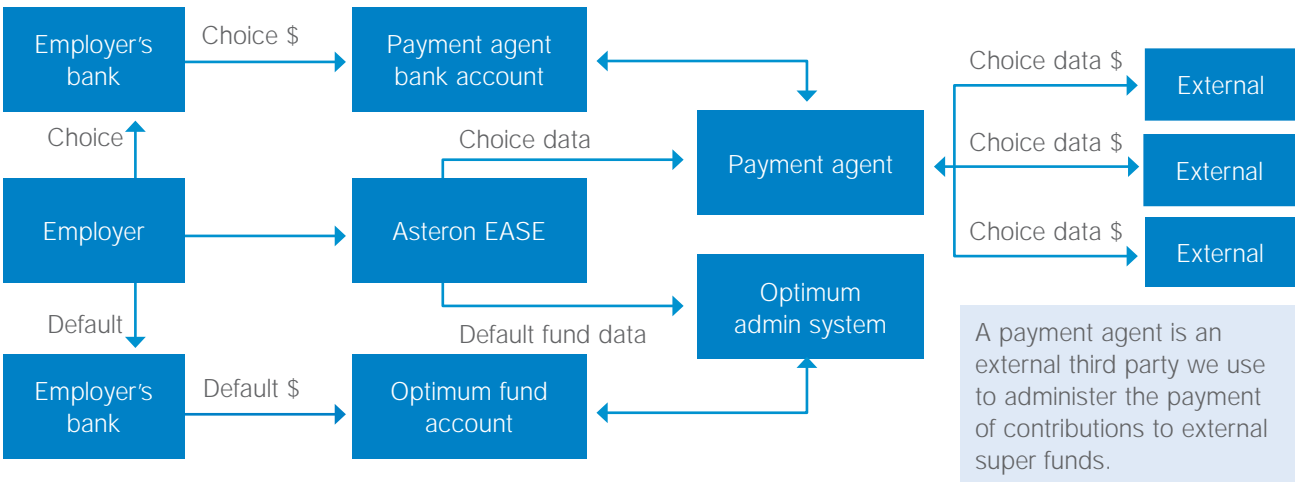 Employer's
bank
Choice $
Payment agent
bank account
Choice data $
External
Choice
Choice data
Payment agent
Choice data $
External
Employer
Asteron EASE
Choice data $
External
Default
Default fund data
Optimum
admin system
Employer's
bank
Default $
Optimum fund
account
A payment agent is an
external third party we use
to administer the payment
of contributions to external
super funds.